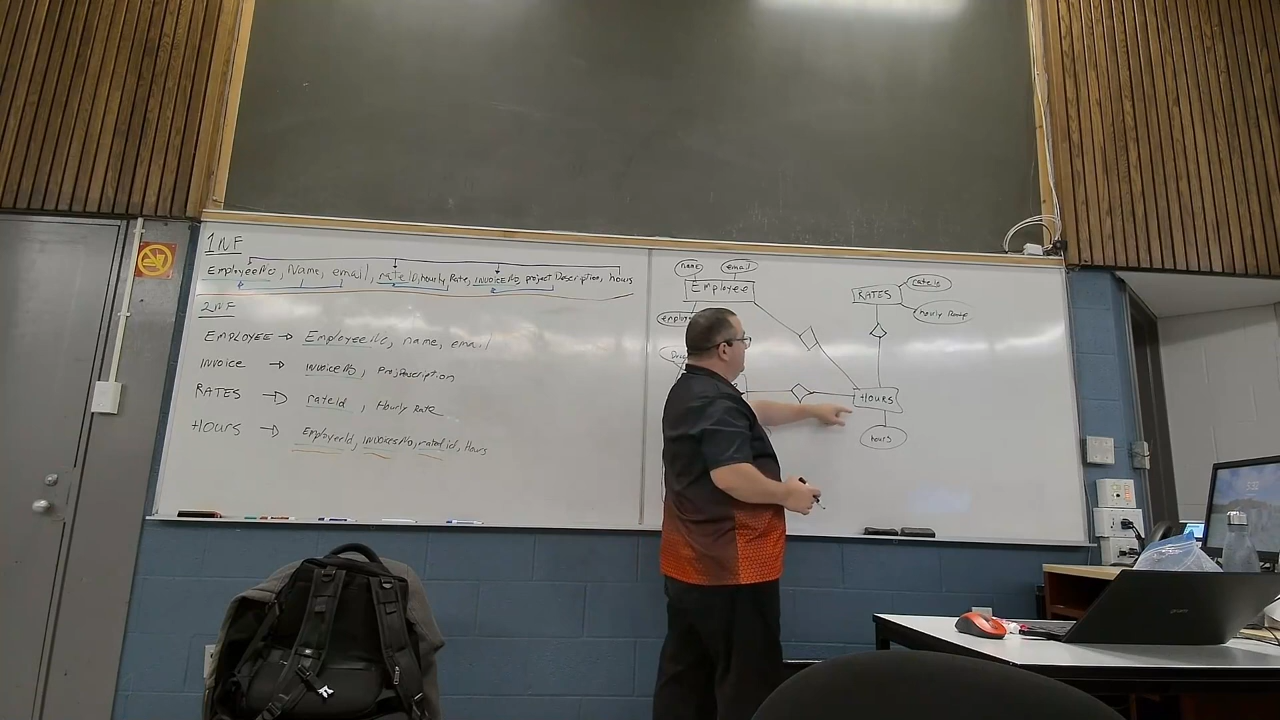 1NF
EmployeeNo, Name, email, rateID, hourly Rate, invoiceNo, project Description, hours
2NF
EMPLOYEE → EmployeeNo, name, email
INVOICE → invoiceNo, ProjDescription
RATES → rateId, Hourly Rate
HOURS → EmployeeId, invoicesNo, rateid, Hours
name
email
Employee
employ
RATES
rateId
hourly Rate
HOURS
hours